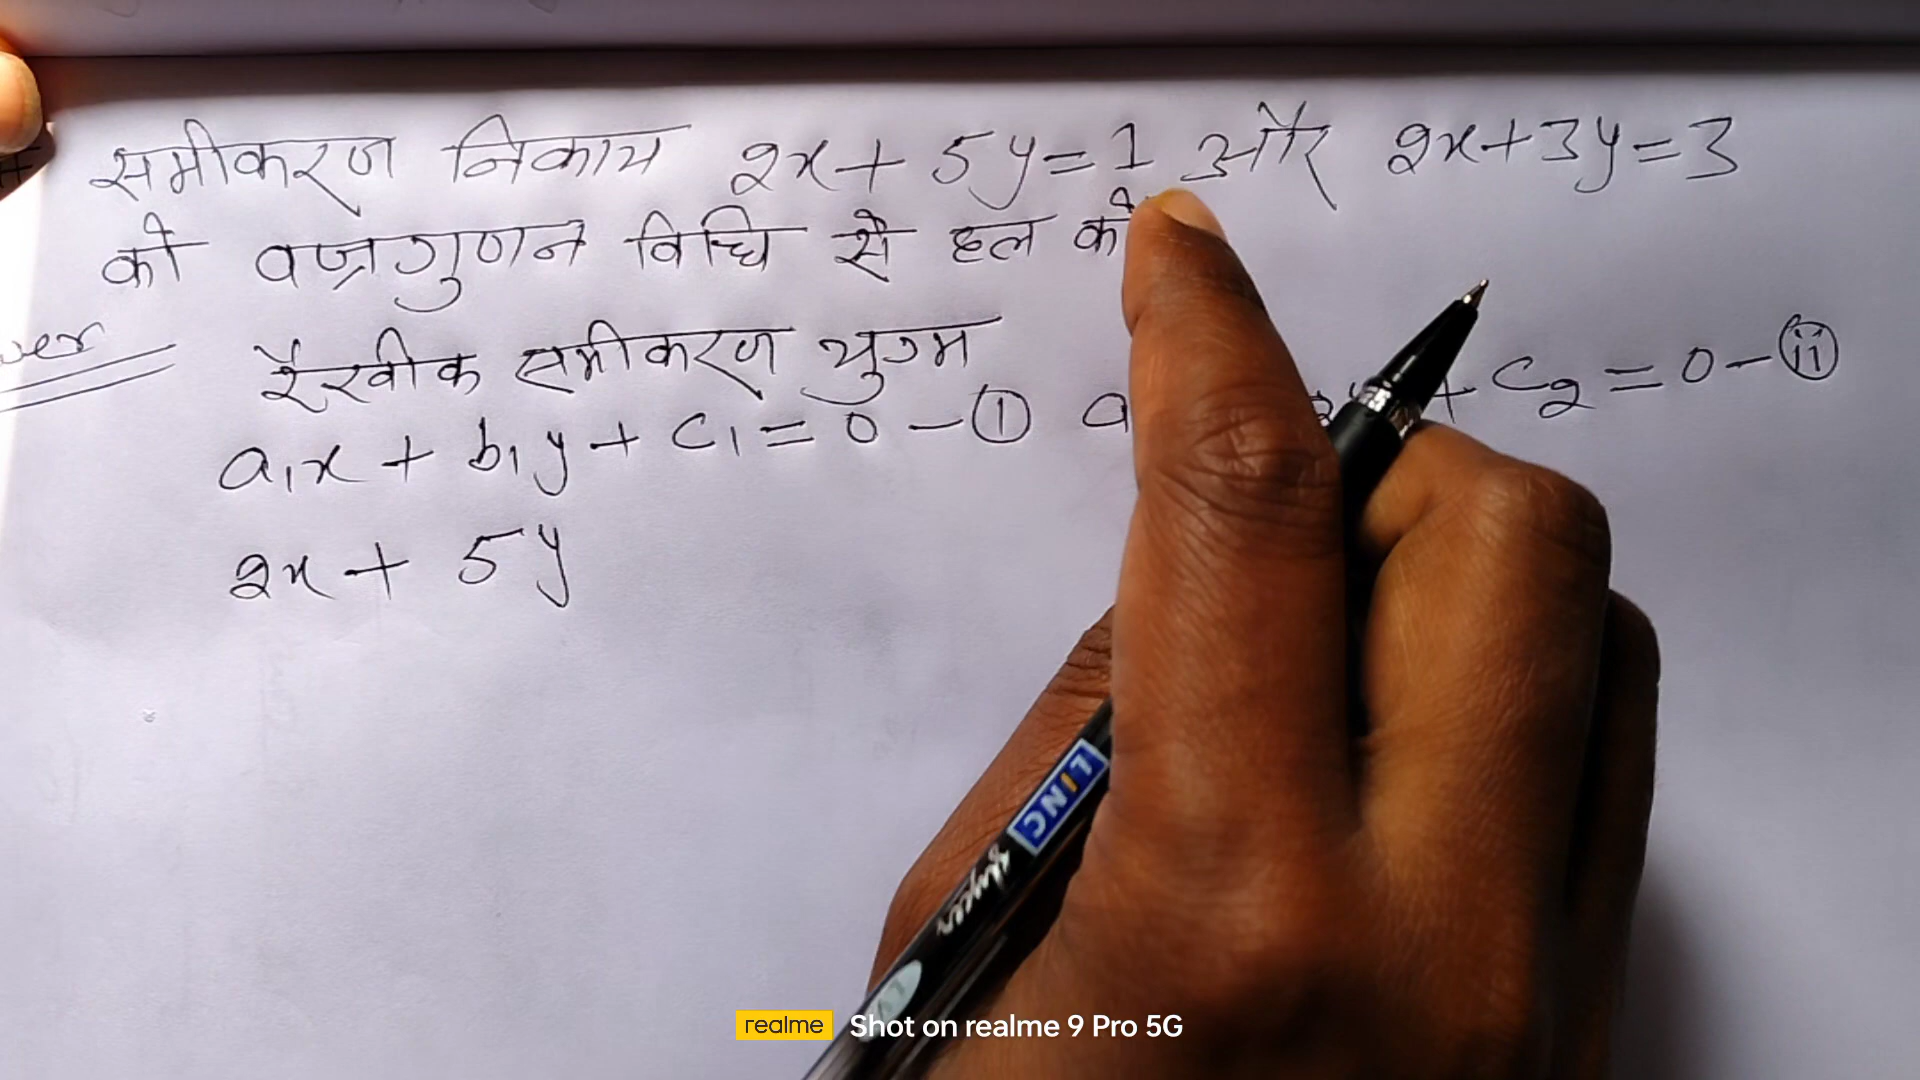 समीकरण निकाय 2x + 5y = 1 और 2x + 3y = 3
को वज्रगुणन विधि से हल
रैखीक समीकरण युग्म
a₁x + b₁y + c₁ = 0 — ① a + c₂ = 0 — ⓘⓘ
2x + 5y
LINC
realme Shot on realme 9 Pro 5G